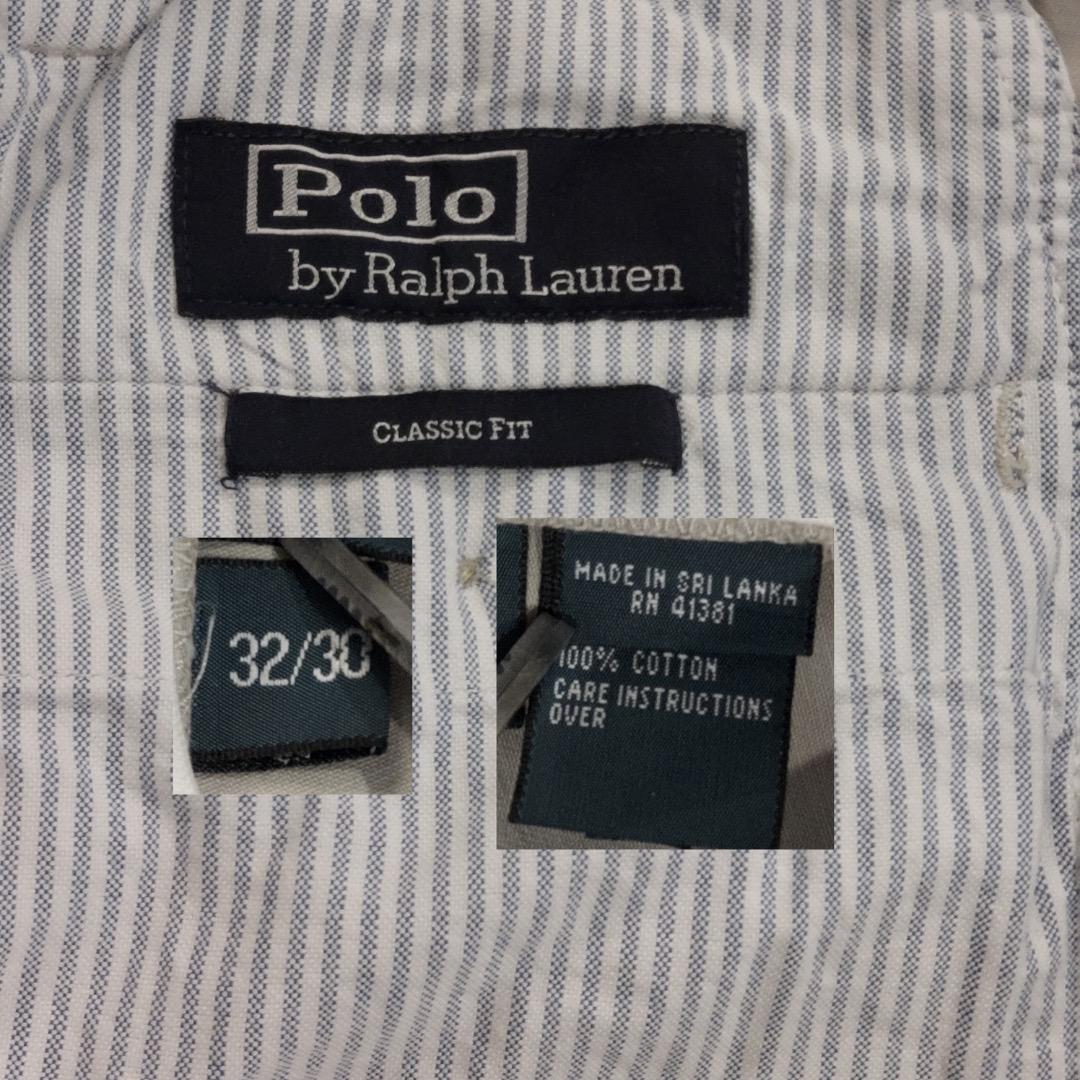 Polo
by Ralph Lauren
CLASSIC FIT
32/30
MADE IN SRI LANKA
RN 41381
100% COTTON
CARE INSTRUCTIONS
OVER